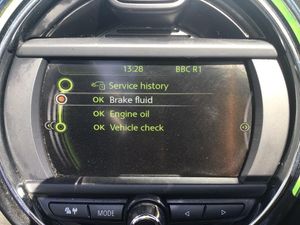 13:28 BBC R1
Service history
OK Brake fluid
OK Engine oil
OK Vehicle check
MODE